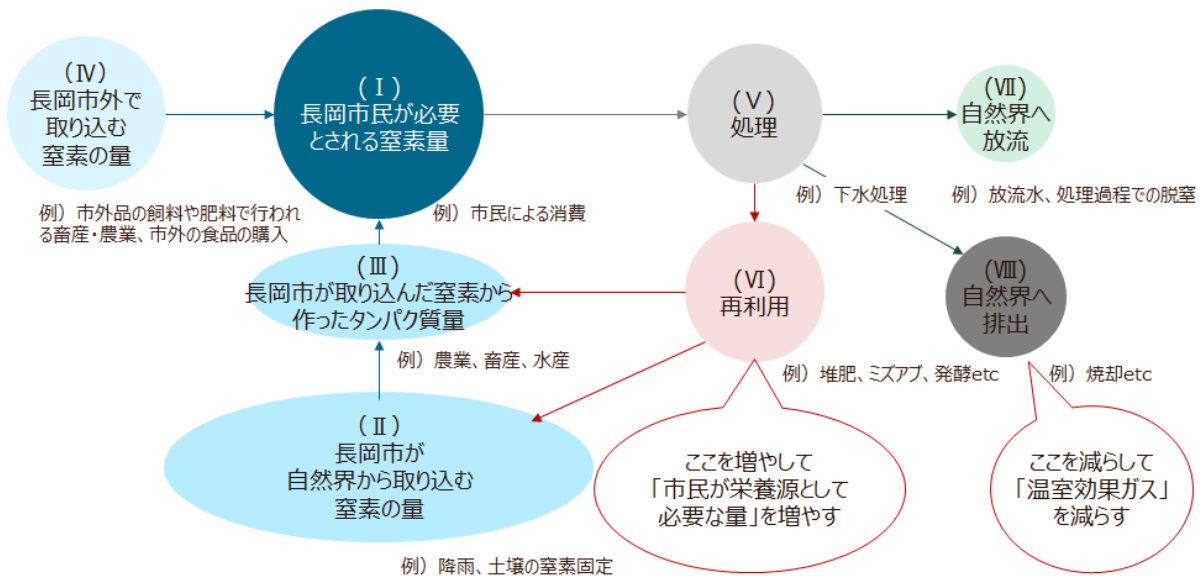 (Ⅳ)
長岡市外で
取り込む
窒素の量
(Ⅰ)
長岡市民が必要
とされる窒素量
(Ⅴ)
処理
(Ⅶ)
自然界へ
放流
例）市外品の飼料や肥料で行われ
る畜産・農業、市外の食品の購入
例）市民による消費
例）下水処理
例）放流水、処理過程での脱窒
(Ⅲ)
長岡市が取り込んだ窒素から
作ったタンパク質量
(Ⅵ)
再利用
(Ⅷ)
自然界へ
排出
例）農業、畜産、水産
例）堆肥、ミズアブ、発酵etc
例）焼却etc
(Ⅱ)
長岡市が
自然界から取り込む
窒素の量
ここを増やして
「市民が栄養源として
必要な量」を増やす
ここを減らして
「温室効果ガス」
を減らす
例）降雨、土壌の窒素固定